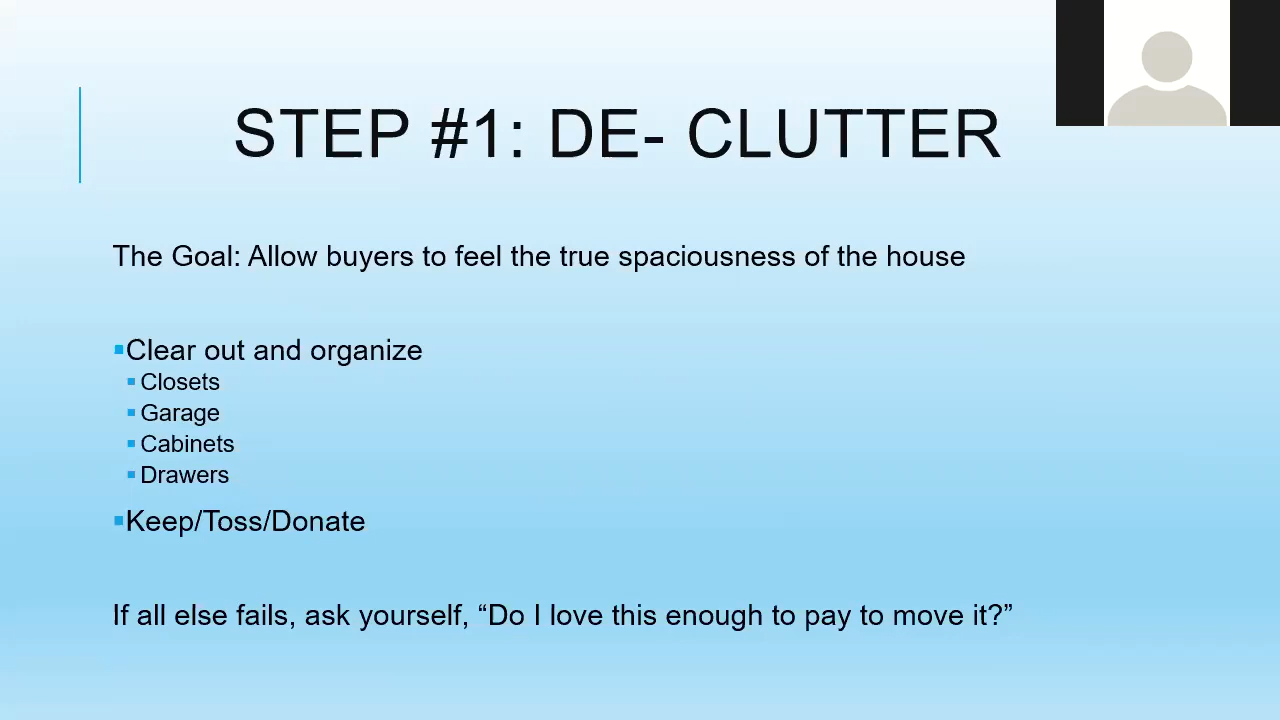 STEP #1: DE- CLUTTER
The Goal: Allow buyers to feel the true spaciousness of the house
Clear out and organize
Closets
Garage
Cabinets
Drawers
Keep/Toss/Donate
If all else fails, ask yourself, “Do I love this enough to pay to move it?”